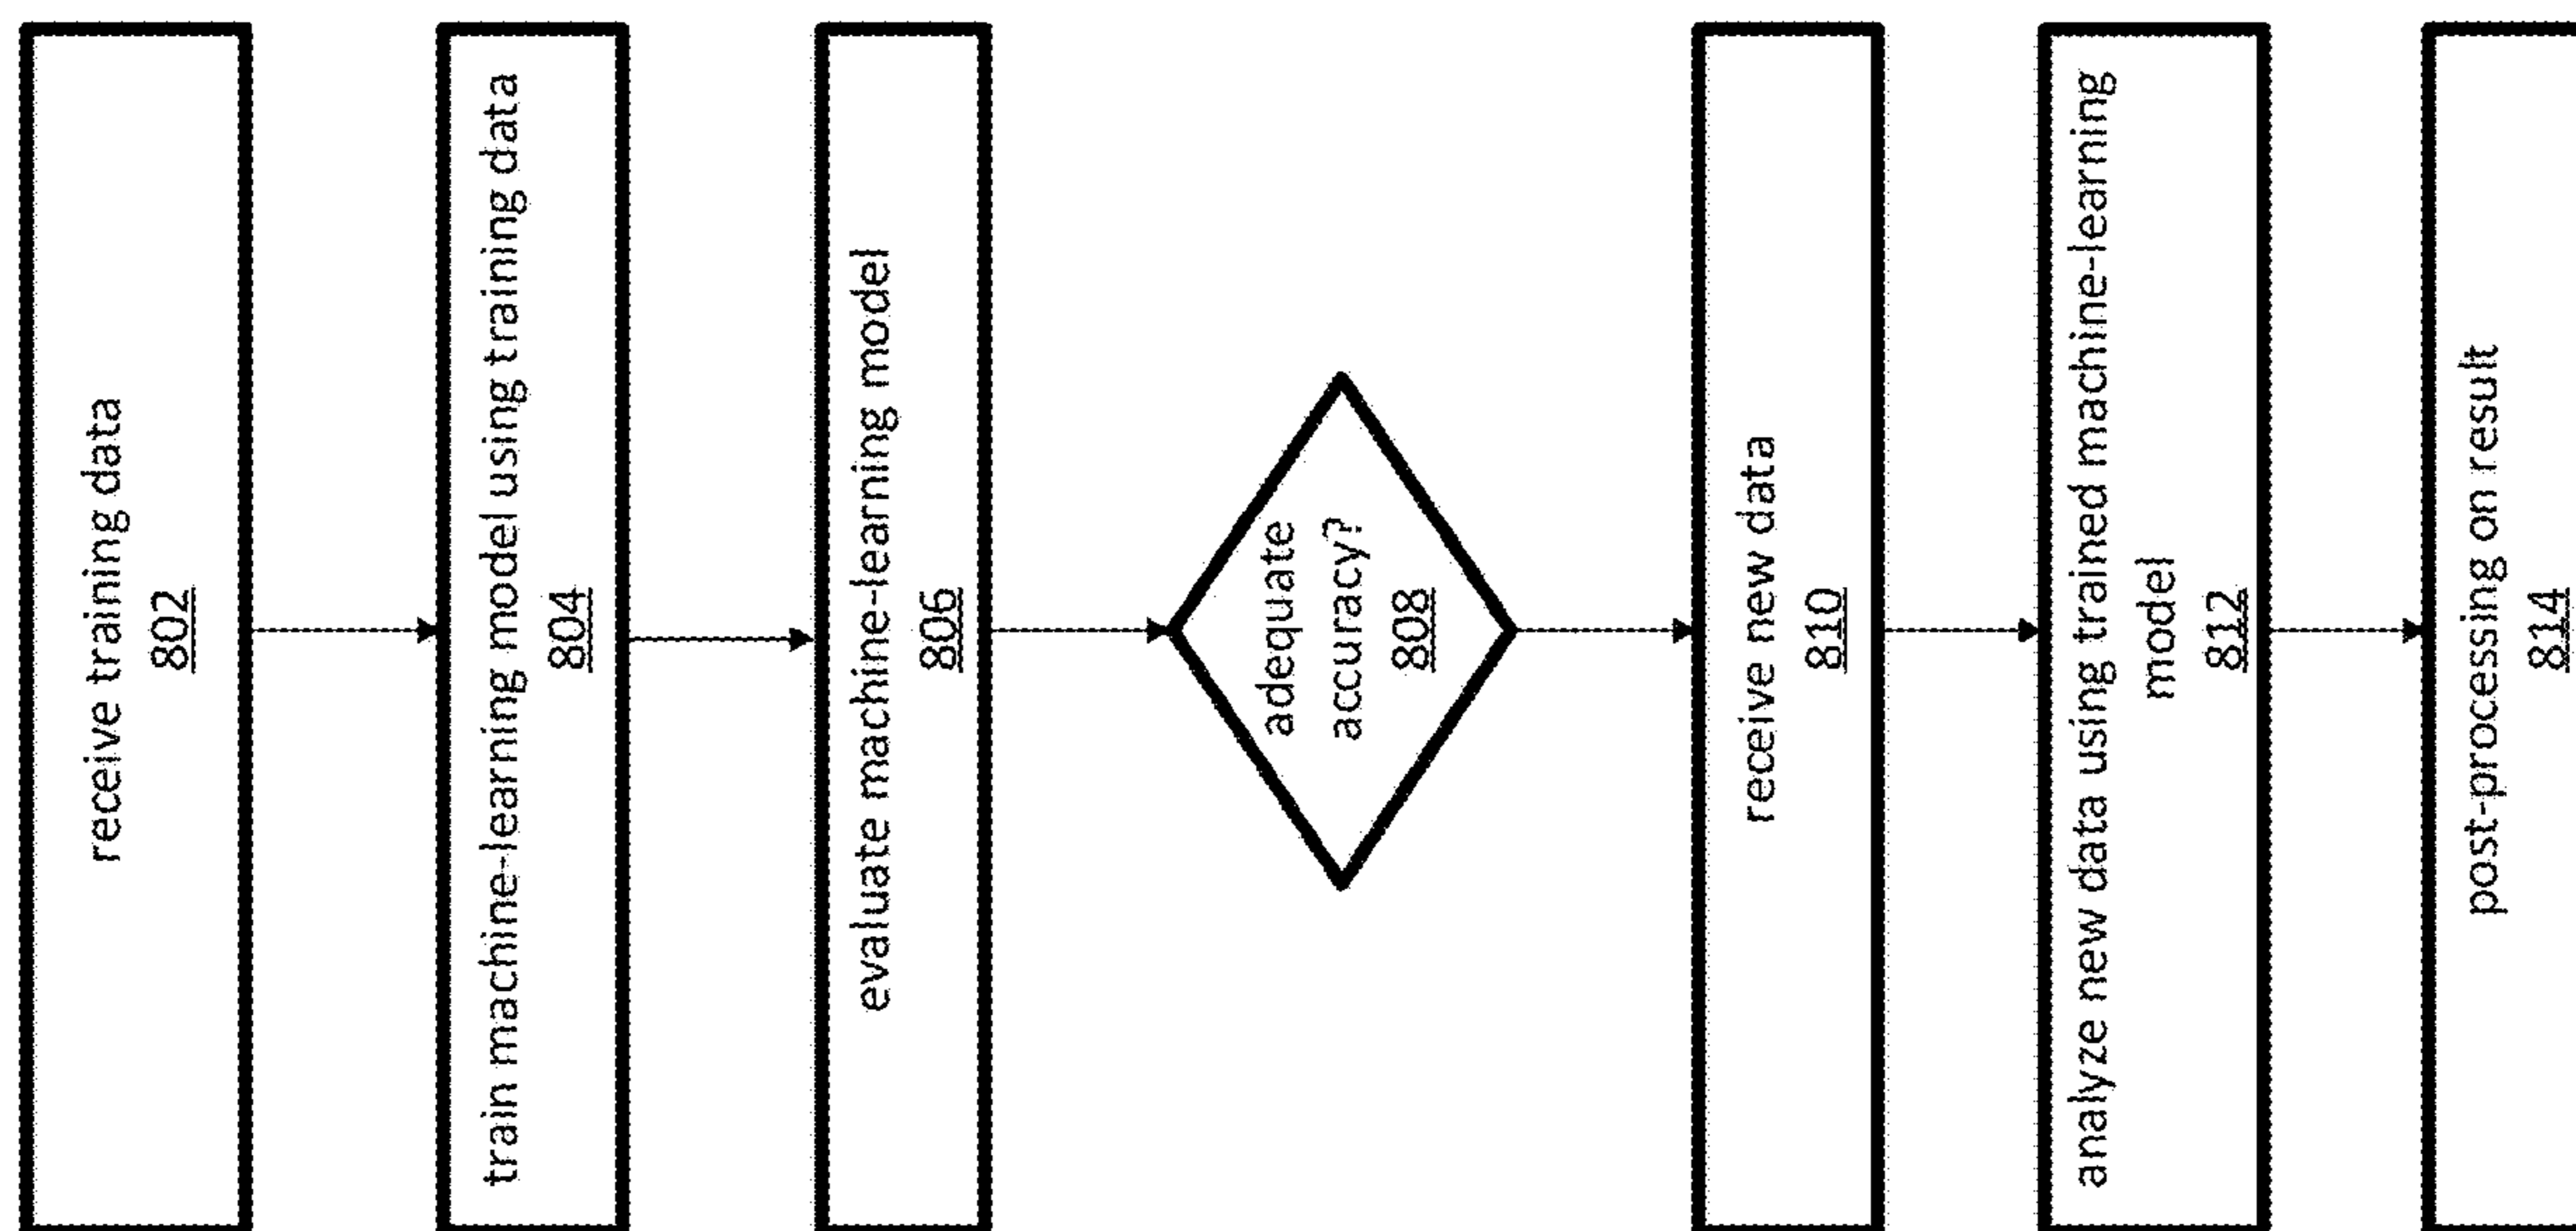 receive training data
802
train machine-learning model using training data
804
evaluate machine-learning model
806
adequate
accuracy?
808
receive new data
810
analyze new data using trained machine-learning
model
812
post-processing on result
814